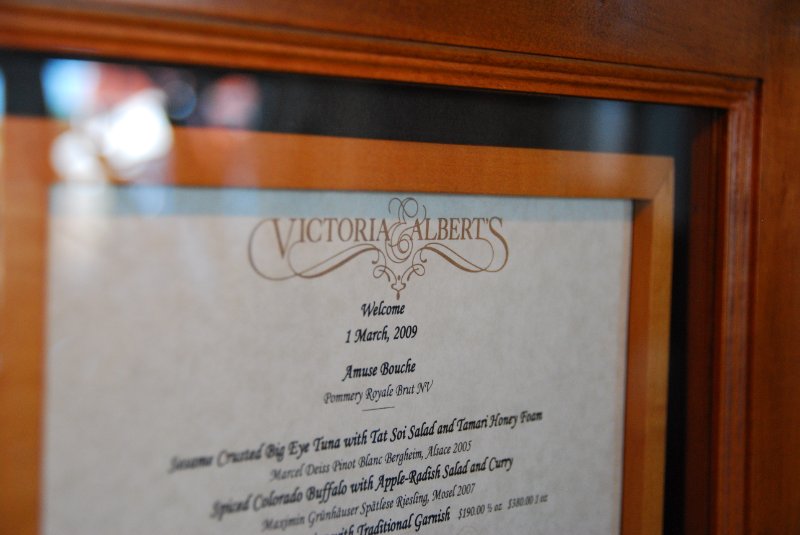 VICTORIA & ALBERT'S
Welcome
1 March, 2009
Amuse Bouche
Pommery Royale Brut NV
Sesame Crusted Big Eye Tuna with Tat Soi Salad and Tamari Honey Foam
Marcel Deiss Pinot Blanc Bergheim, Alsace 2005
Spiced Colorado Buffalo with Apple-Radish Salad and Curry
Maximin Grünhäuser Spätlese Riesling, Mosel 2007
with Traditional Garnish $190.00 ½ oz $380.00 1 oz